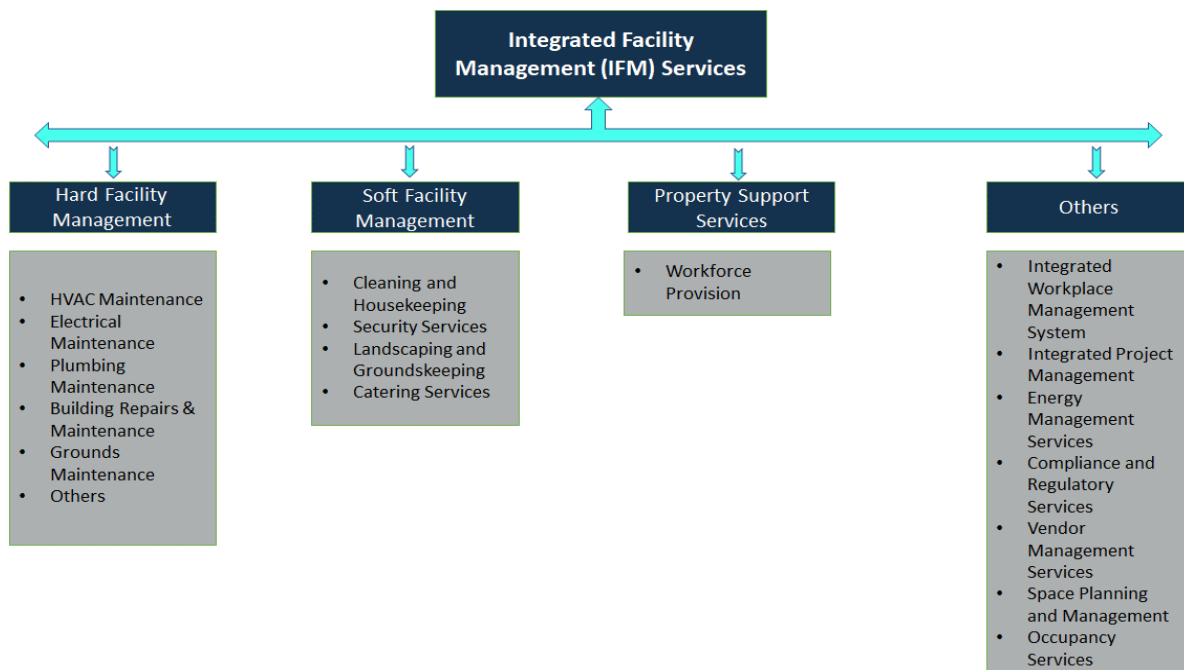 Integrated Facility
Management (IFM) Services
Hard Facility
Management
• HVAC Maintenance
• Electrical
Maintenance
• Plumbing
Maintenance
• Building Repairs &
Maintenance
• Grounds
Maintenance
• Others
Soft Facility
Management
• Cleaning and
Housekeeping
• Security Services
• Landscaping and
Groundskeeping
• Catering Services
Property Support
Services
• Workforce
Provision
Others
• Integrated
Workplace
Management
System
• Integrated Project
Management
• Energy
Management
Services
• Compliance and
Regulatory
Services
• Vendor
Management
Services
• Space Planning
and Management
• Occupancy
Services